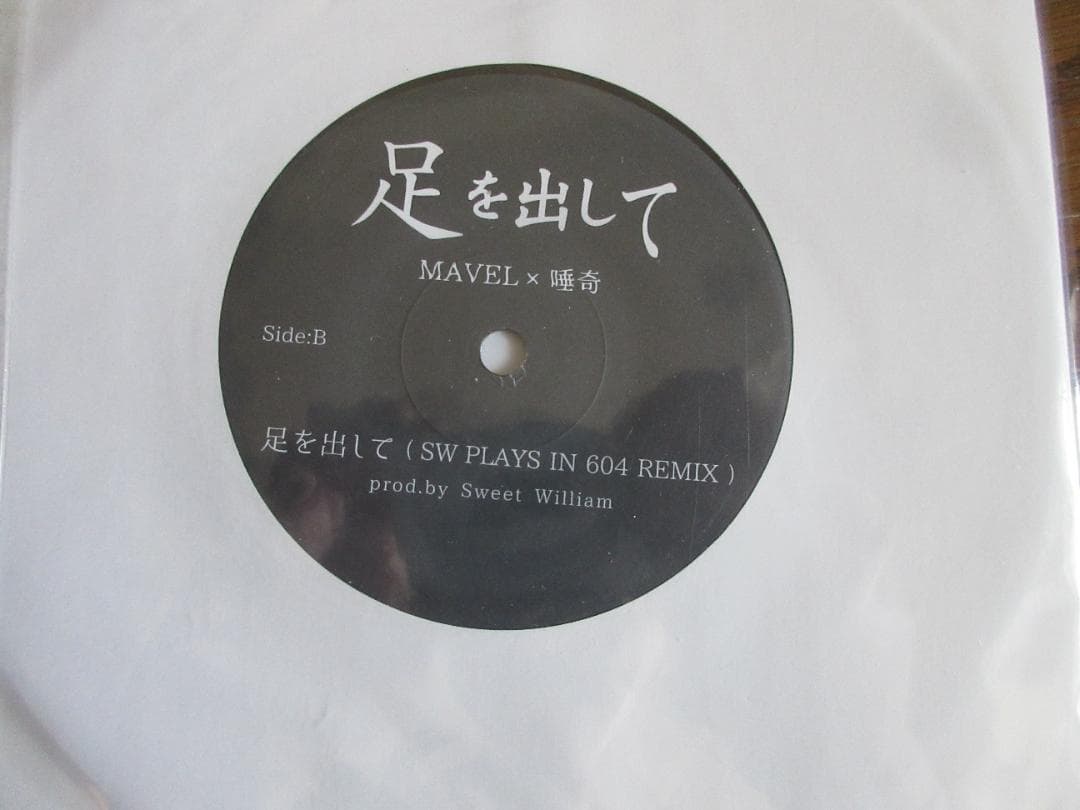 足を出して
MAVEL × 唾奇
Side:B
足を出して ( SW PLAYS IN 604 REMIX )
prod.by Sweet William